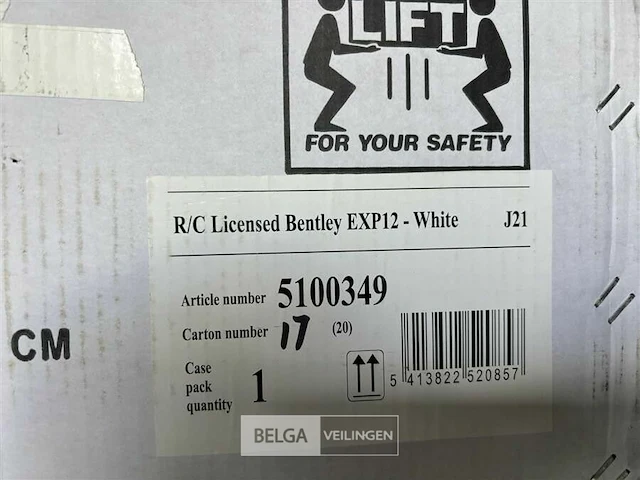 LIFT
FOR YOUR SAFETY
R/C Licensed Bentley EXP12 - White J21
Article number 5100349
Carton number 17 (20)
CM
Case
pack
quantity 1
5 413822 520857
BELGA VEILINGEN